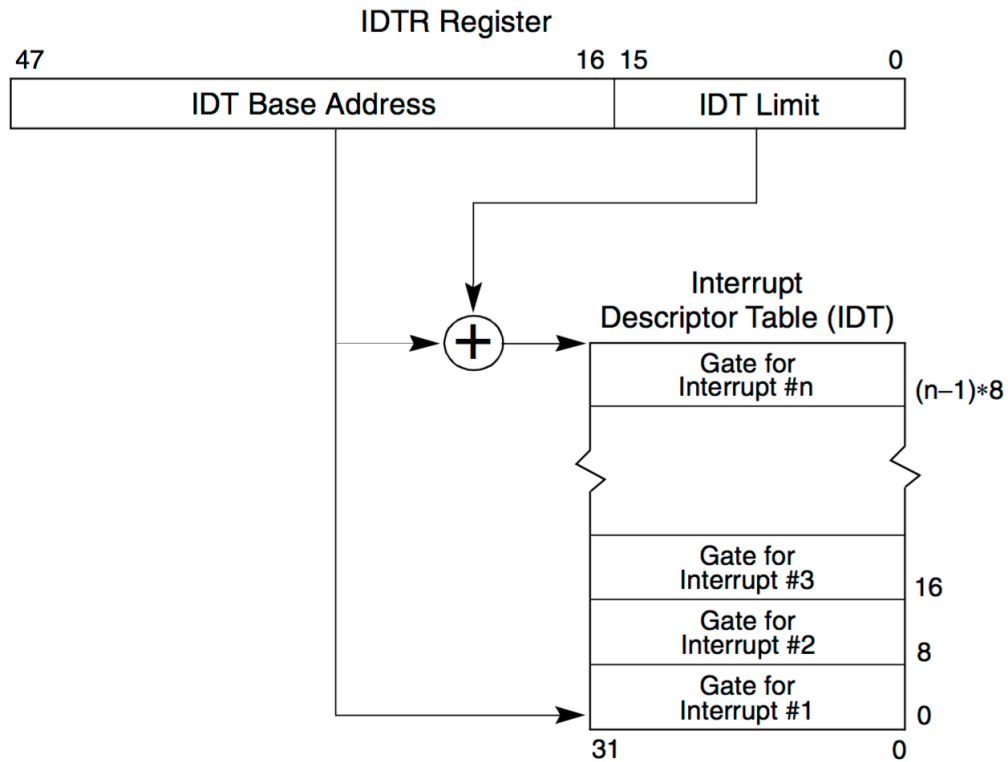 IDTR Register
47 16 15 0
IDT Base Address IDT Limit
+
Interrupt
Descriptor Table (IDT)
Gate for
Interrupt #n
(n–1)*8
Gate for
Interrupt #3
16
Gate for
Interrupt #2
8
Gate for
Interrupt #1
0
31 0